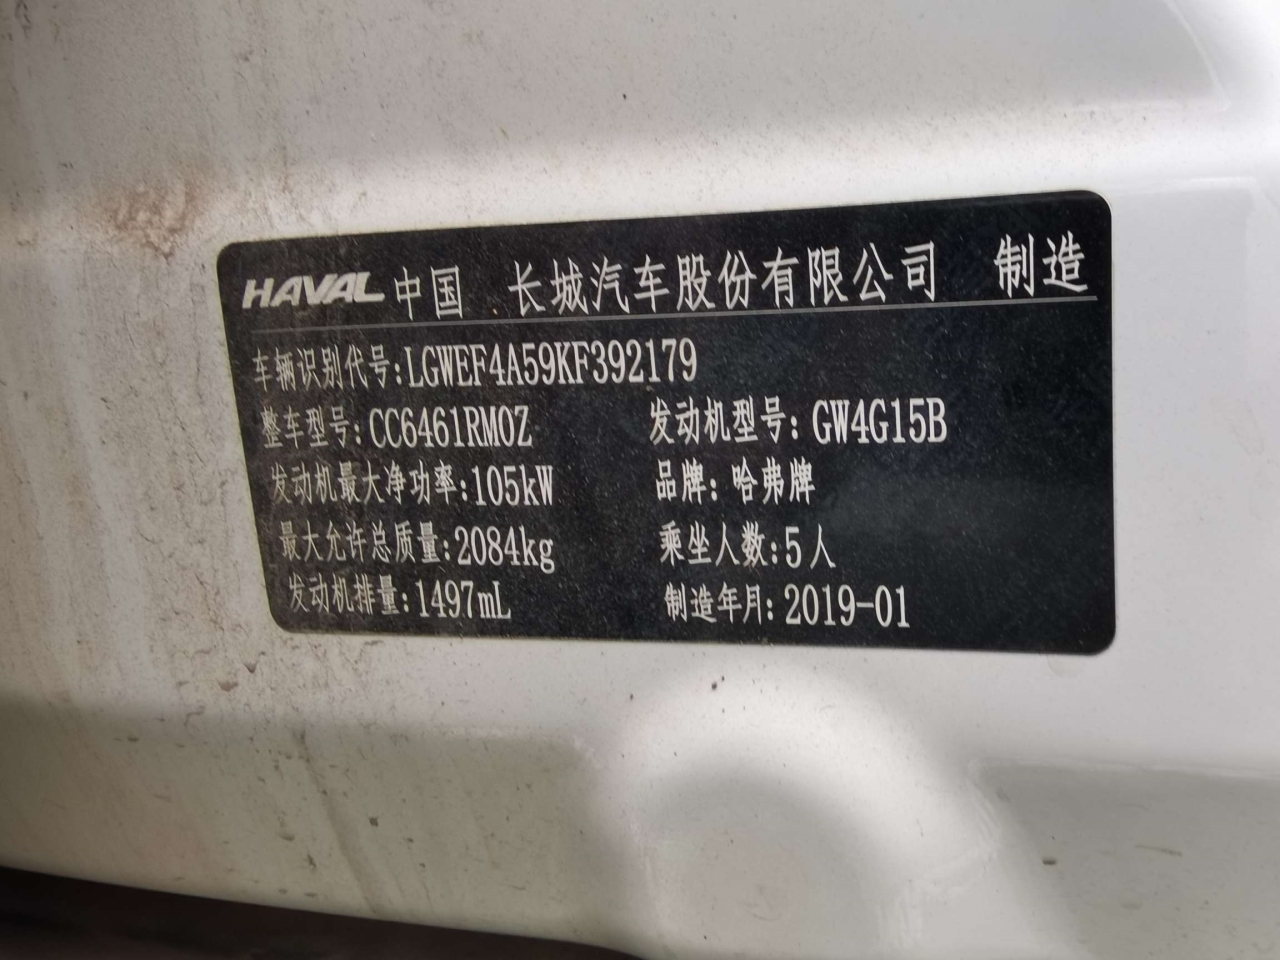 HAVAL 中国 长城汽车股份有限公司 制造
车辆识别代号:LGWEF4A59KF392179
整车型号:CC6461RM0Z 发动机型号:GW4G15B
发动机最大净功率:105kW 品牌:哈弗牌
最大允许总质量:2084kg 乘坐人数:5人
发动机排量:1497mL 制造年月:2019-01